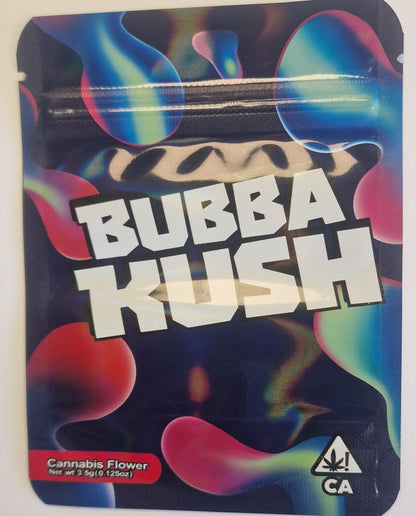 BUBBA
KUSH
Cannabis Flower
Net wt 3.5g(0.125oz)
!
CA